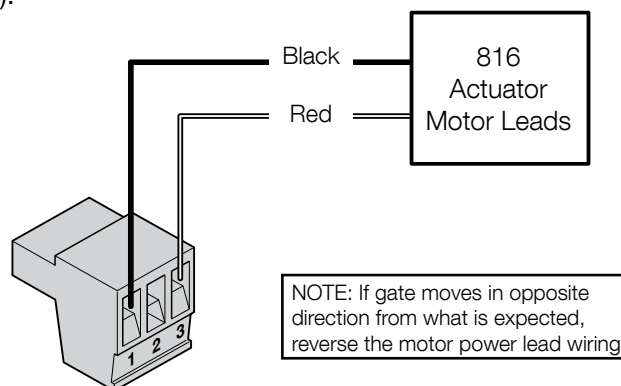 ).
Black
Red
816
Actuator
Motor Leads
1 2 3
NOTE: If gate moves in opposite
direction from what is expected,
reverse the motor power lead wiring